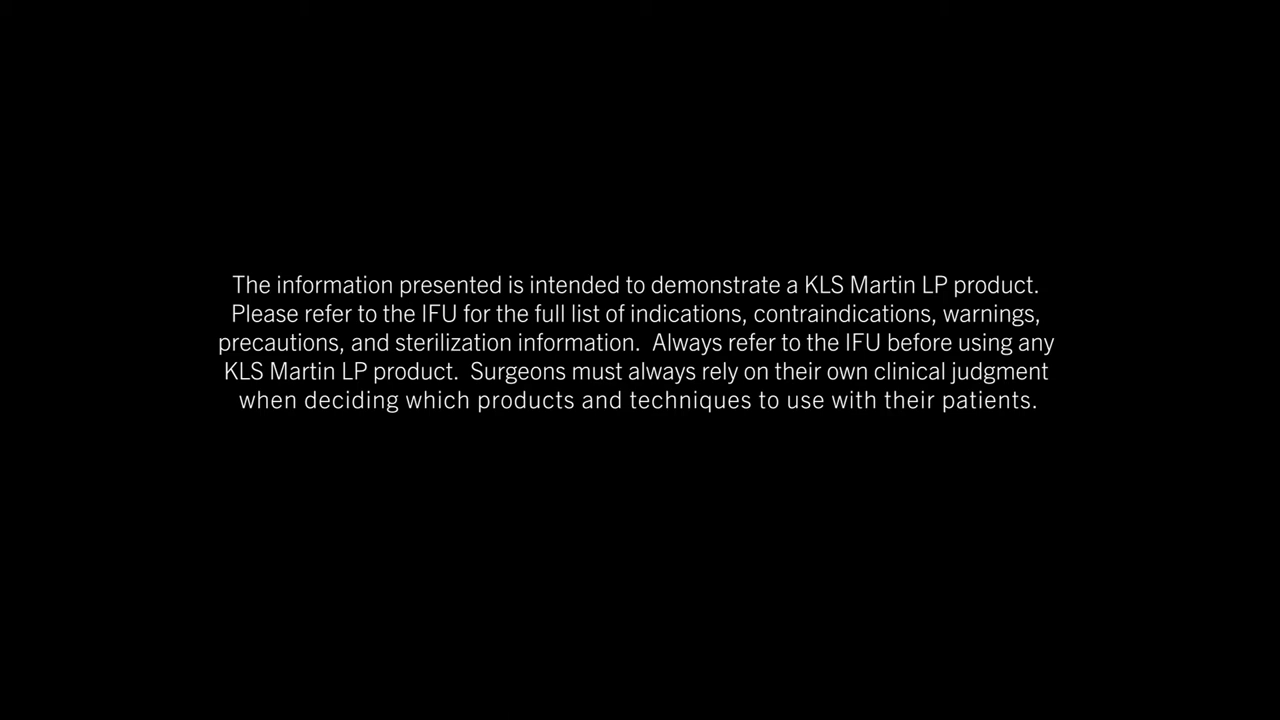 The information presented is intended to demonstrate a KLS Martin LP product.
Please refer to the IFU for the full list of indications, contraindications, warnings,
precautions, and sterilization information.  Always refer to the IFU before using any
KLS Martin LP product.  Surgeons must always rely on their own clinical judgment
when deciding which products and techniques to use with their patients.